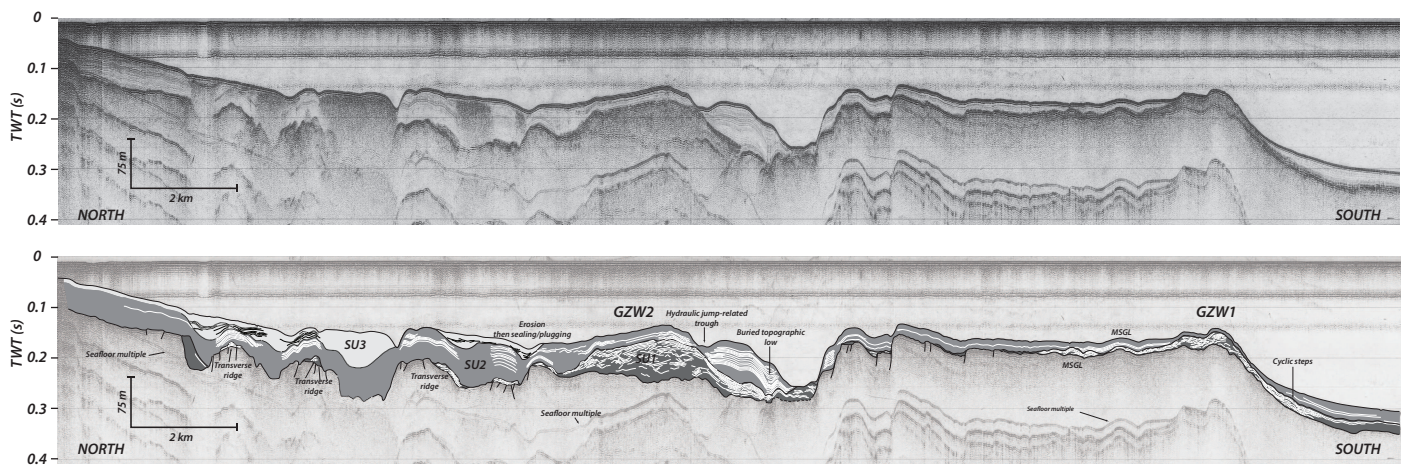 0
0.1
0.2
0.3
0.4
TWT (s)
75 m
2 km
NORTH
SOUTH
0
0.1
0.2
0.3
0.4
TWT (s)
GZW2
Hydraulic jump-related
trough
GZW1
Erosion
then sealing/plugging
Buried topographic
low
MSGL
SU3
SU2
SU1
Seafloor multiple
Transverse
ridge
Transverse
ridge
Transverse
ridge
MSGL
Cyclic steps
75 m
2 km
Seafloor multiple
Seafloor multiple
NORTH
SOUTH